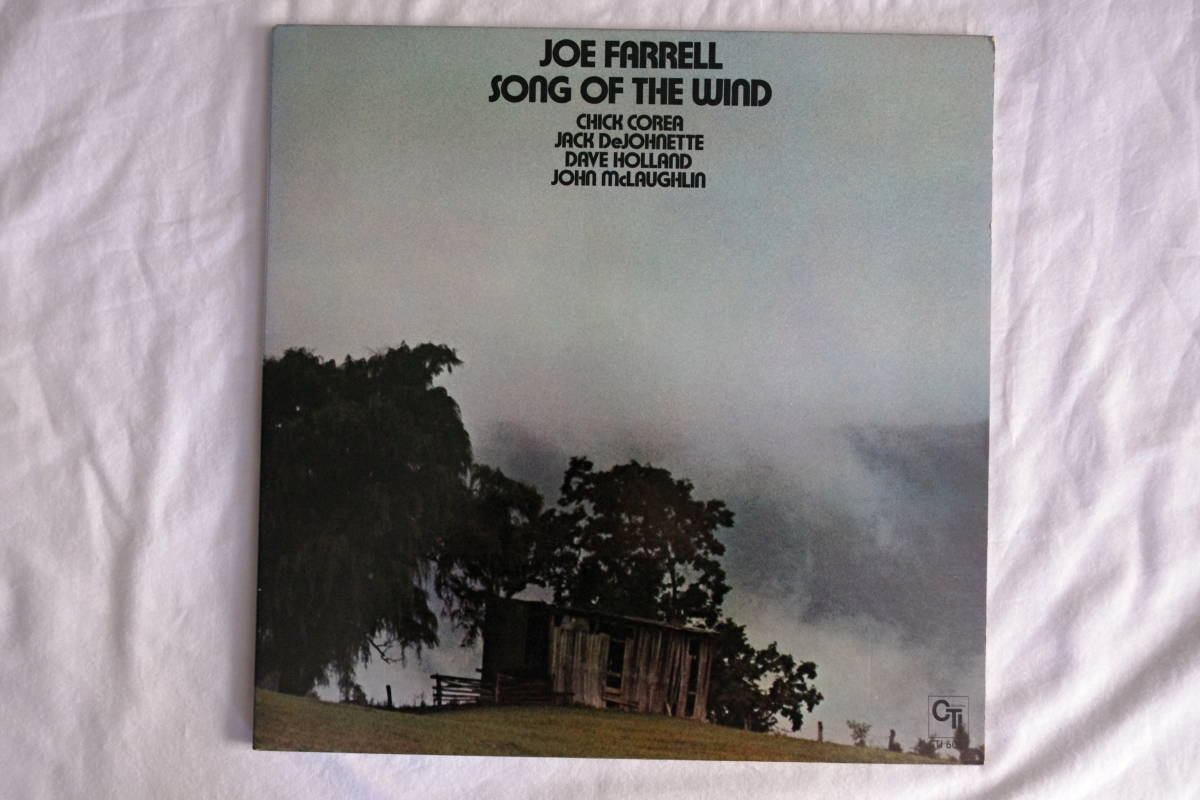 JOE FARRELL
SONG OF THE WIND
CHICK COREA
JACK DeJOHNETTE
DAVE HOLLAND
JOHN McLAUGHLIN
CTI